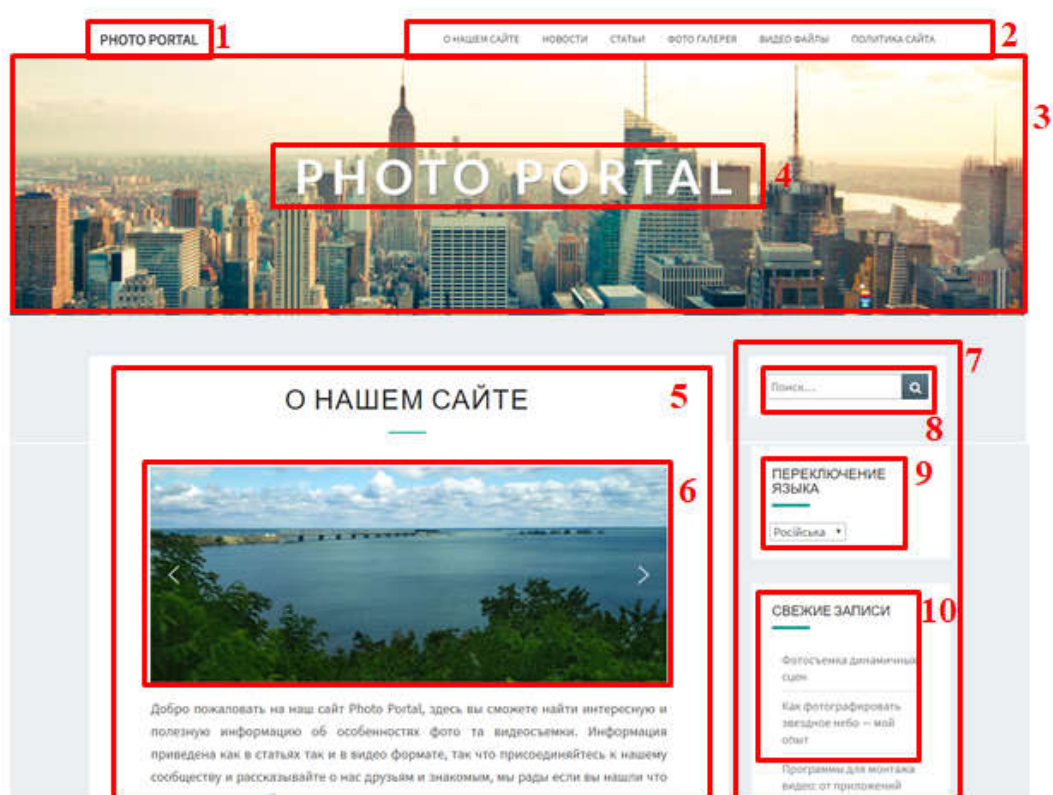 PHOTO PORTAL 1
О НАШЕМ САЙТЕ НОВОСТИ СТАТЬИ ФОТО ГАЛЕРЕЯ ВИДЕО ФАЙЛЫ ПОЛИТИКА САЙТА 2
3
PHOTO PORTAL 4
О НАШЕМ САЙТЕ 5
6
Добро пожаловать на наш сайт Photo Portal, здесь вы сможете найти интересную и
полезную информацию об особенностях фото та видеосъемки. Информация
приведена как в статьях так и в видео формате, так что присоединяйтесь к нашему
сообществу и рассказывайте о нас друзьям и знакомым, мы рады если вы нашли что
7
Поиск...
8
ПЕРЕКЛЮЧЕНИЕ 9
ЯЗЫКА
Російська
СВЕЖИЕ ЗАПИСИ 10
Фотосъемка динамичных
сцен
Как фотографировать
звездное небо — мой
опыт
Программы для монтажа
видео: от приложений